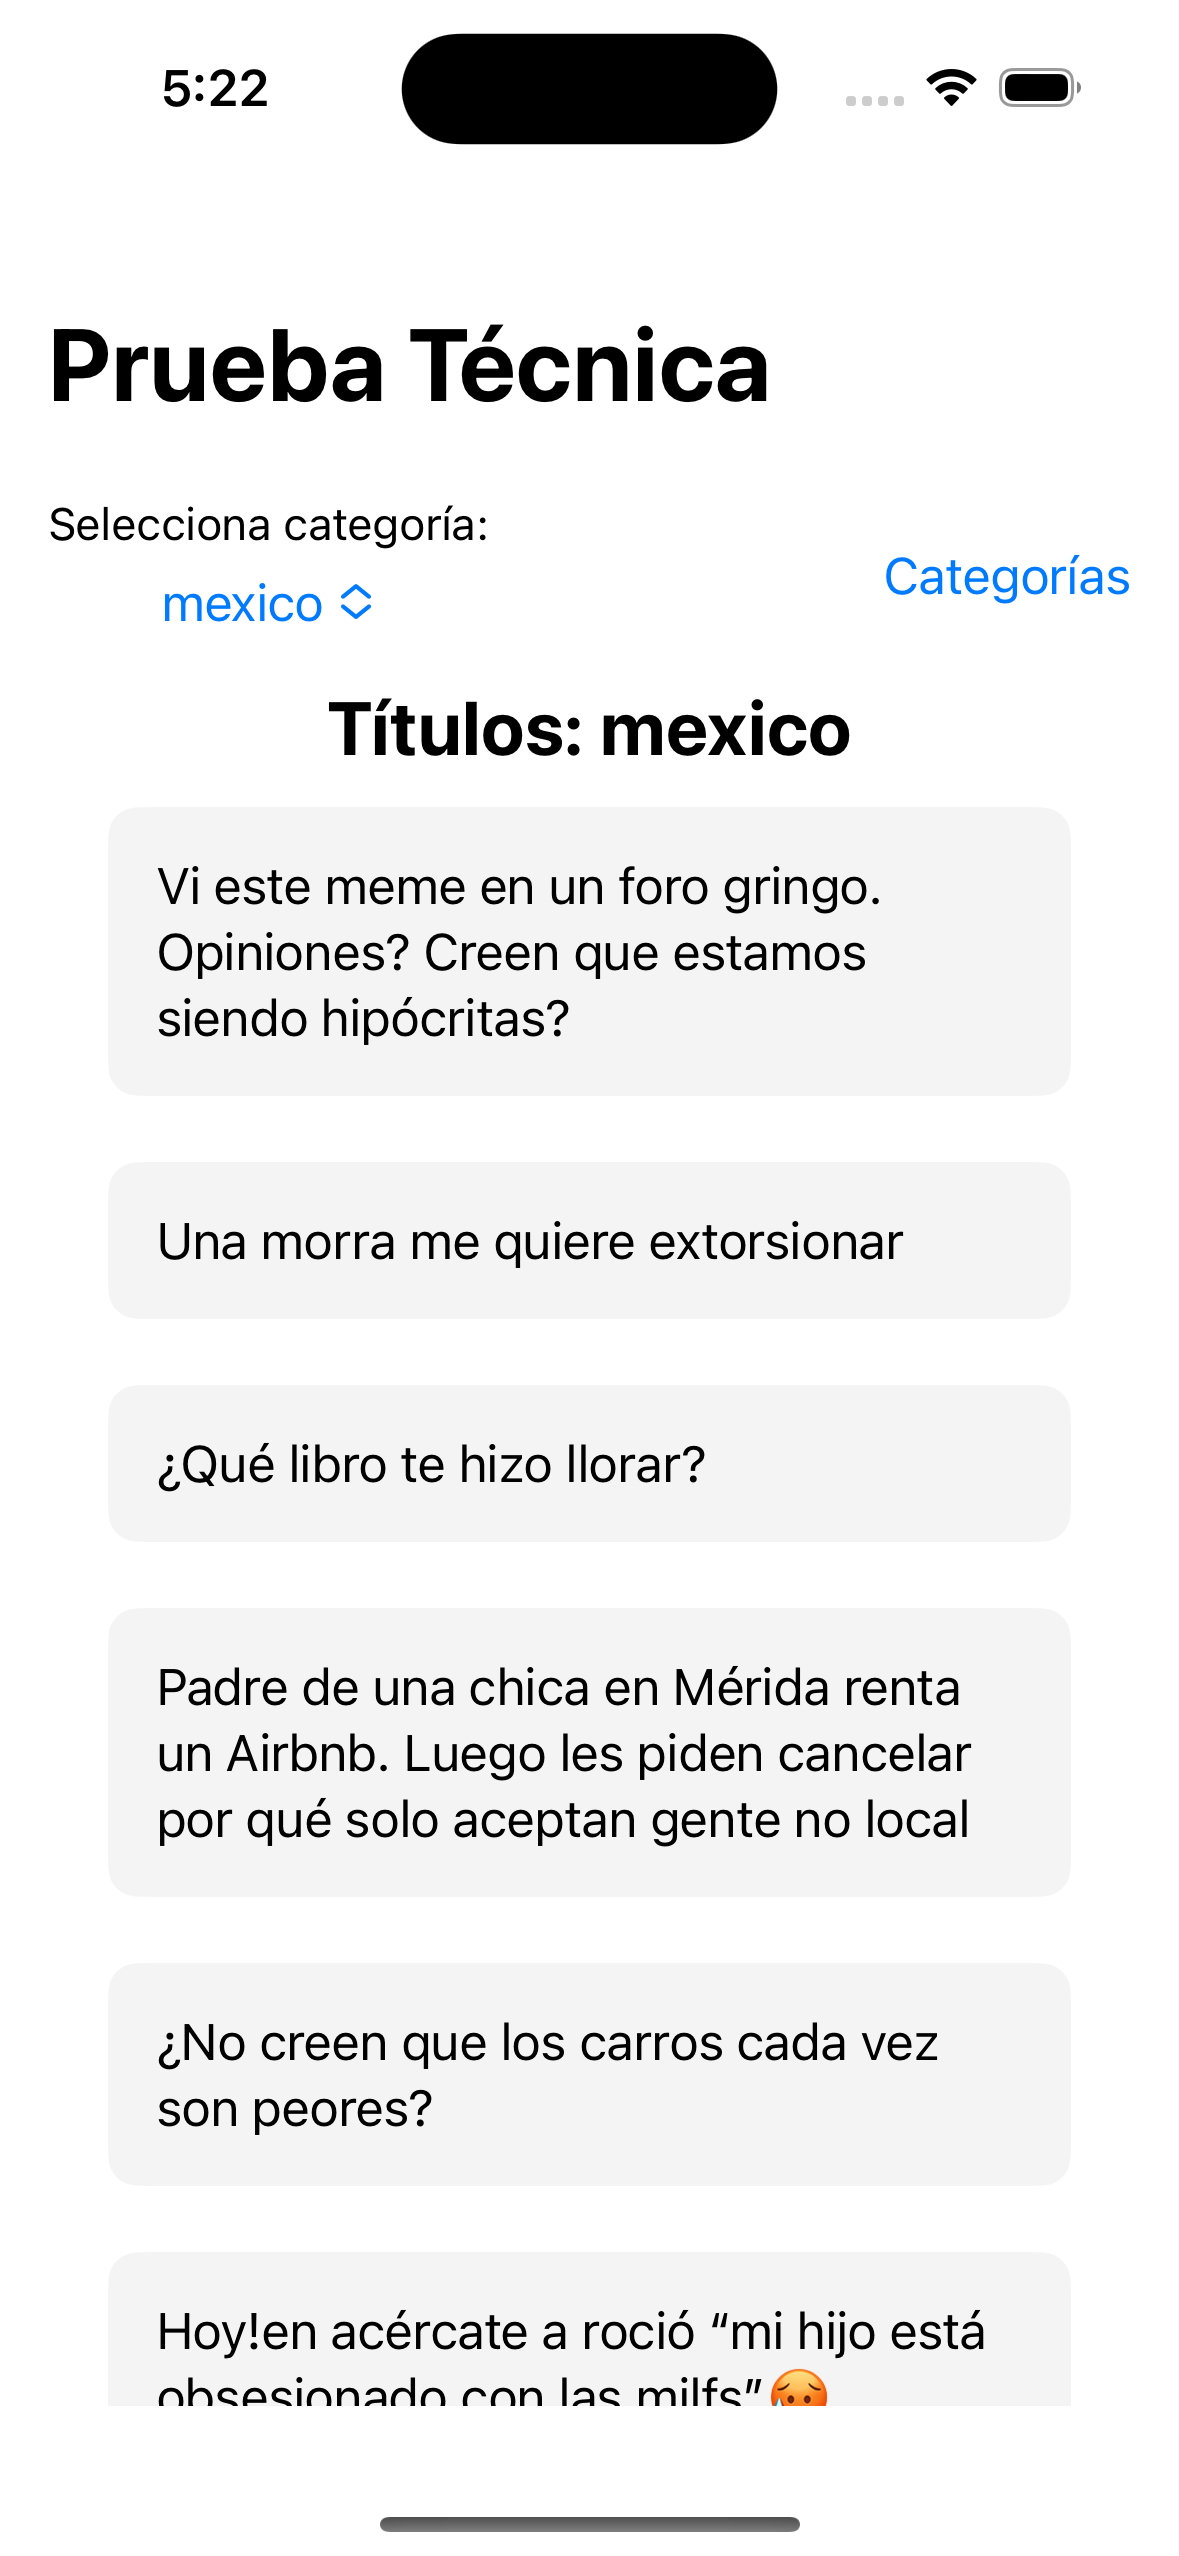 5:22
Prueba Técnica
Selecciona categoría:
mexico
Categorías
Títulos: mexico
Vi este meme en un foro gringo.
Opiniones? Creen que estamos
siendo hipócritas?
Una morra me quiere extorsionar
¿Qué libro te hizo llorar?
Padre de una chica en Mérida renta
un Airbnb. Luego les piden cancelar
por qué solo aceptan gente no local
¿No creen que los carros cada vez
son peores?
Hoy!en acércate a roció “mi hijo está
obsesionado con las milfs”🥵